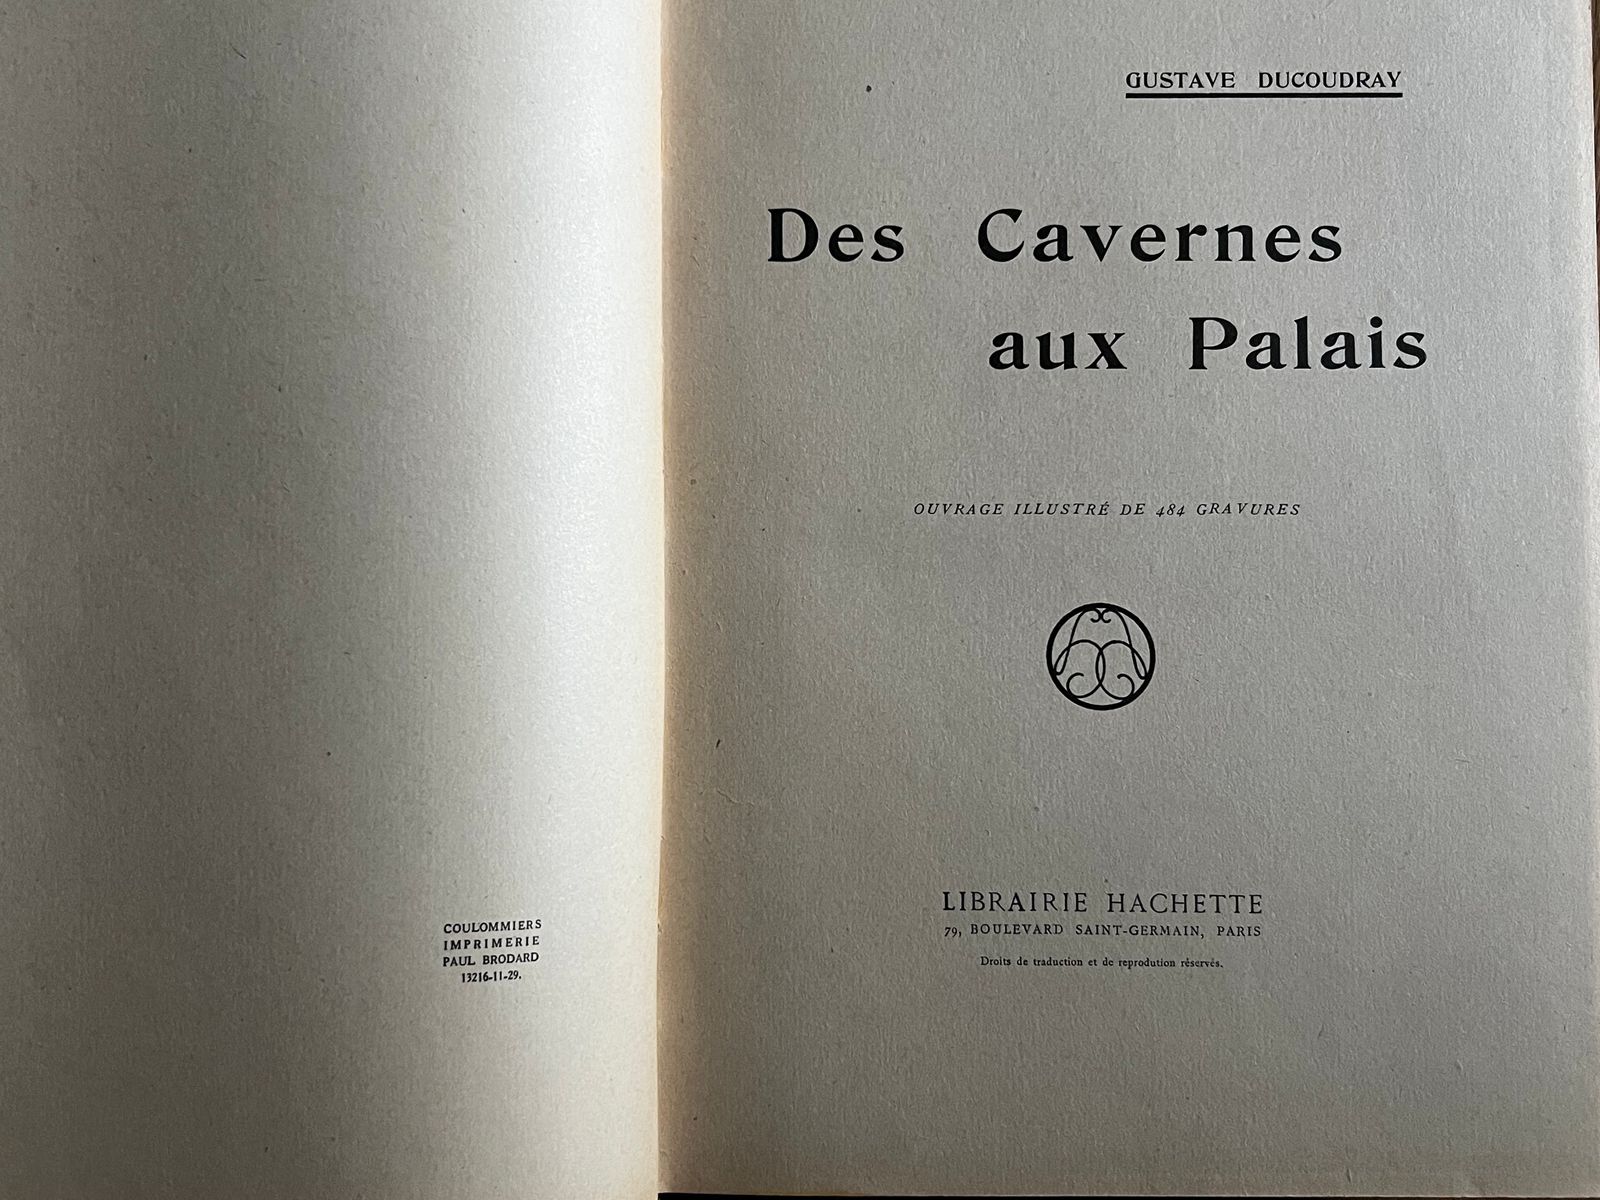 COULOMMIERS
IMPRIMERIE
PAUL BRODARD
13216-11-29.
GUSTAVE DUCOUDRAY
Des Cavernes
aux Palais
OUVRAGE ILLUSTRÉ DE 484 GRAVURES
LIBRAIRIE HACHETTE
79, BOULEVARD SAINT-GERMAIN, PARIS
Droits de traduction et de reprodution réservés.